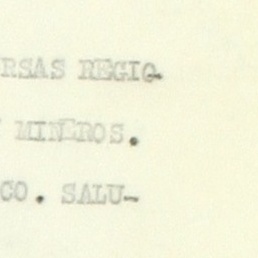 RSAS REGIO-
MINEROS.
CO. SALU-